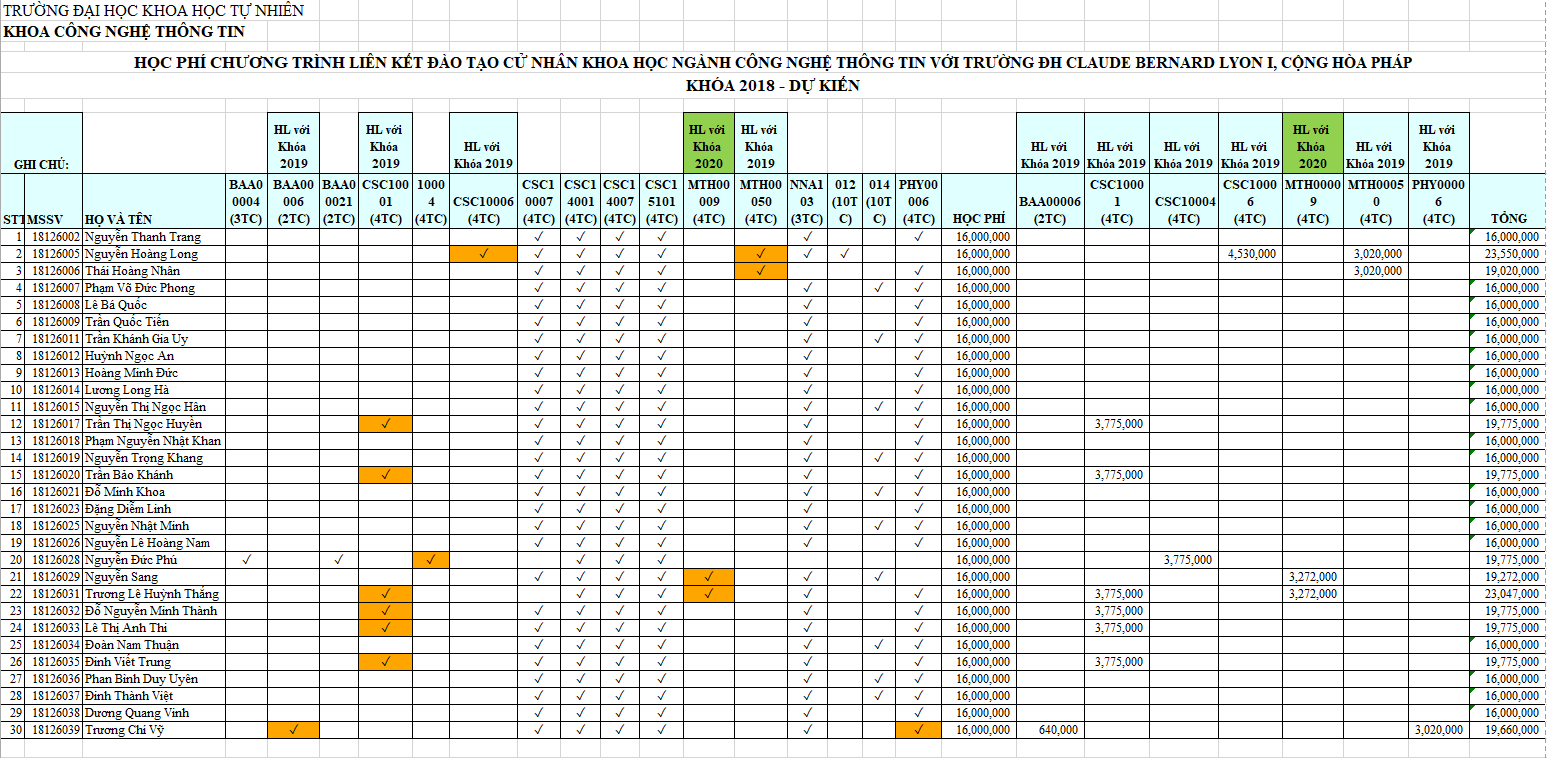 TRƯỜNG ĐẠI HỌC KHOA HỌC TỰ NHIÊN
KHOA CÔNG NGHỆ THÔNG TIN
HỌC PHÍ CHƯƠNG TRÌNH LIÊN KẾT ĐÀO TẠO CỬ NHÂN KHOA HỌC NGÀNH CÔNG NGHỆ THÔNG TIN VỚI TRƯỜNG ĐH CLAUDE BERNARD LYON I, CỘNG HÒA PHÁP
KHÓA 2018 - DỰ KIẾN
GHI CHÚ: HL với Khóa 2019 HL với Khóa 2019 HL với Khóa 2019 HL với Khóa 2020 HL với Khóa 2019 HL với Khóa 2019 HL với Khóa 2019 HL với Khóa 2019 HL với Khóa 2019 HL với Khóa 2020 HL với Khóa 2019 HL với Khóa 2019
STT MSSV HỌ VÀ TÊN BAA00004 (3TC) BAA00006 (2TC) BAA00021 (2TC) CSC10001 (4TC) 10004 (4TC) CSC10006 (4TC) CSC10007 (4TC) CSC14001 (4TC) CSC14007 (4TC) CSC15101 (4TC) MTH00009 (4TC) MTH00050 (4TC) NNA103 (3TC) 012 (10TC) 014 (10TC) PHY00006 (4TC) HỌC PHÍ BAA00006 (2TC) CSC10001 (4TC) CSC10004 (4TC) CSC10006 (4TC) MTH00009 (4TC) MTH00050 (4TC) PHY00006 (4TC) TỔNG
1 18126002 Nguyễn Thanh Trang ✓ ✓ ✓ ✓ ✓ ✓ 16,000,000 16,000,000
2 18126005 Nguyễn Hoàng Long ✓ ✓ ✓ ✓ ✓ ✓ ✓ ✓ 16,000,000 4,530,000 3,020,000 23,550,000
3 18126006 Thái Hoàng Nhân ✓ ✓ ✓ ✓ ✓ ✓ 16,000,000 3,020,000 19,020,000
4 18126007 Phạm Võ Đức Phong ✓ ✓ ✓ ✓ ✓ ✓ ✓ 16,000,000 16,000,000
5 18126008 Lê Bá Quốc ✓ ✓ ✓ ✓ ✓ ✓ 16,000,000 16,000,000
6 18126009 Trần Quốc Tiến ✓ ✓ ✓ ✓ ✓ ✓ 16,000,000 16,000,000
7 18126011 Trần Khánh Gia Uy ✓ ✓ ✓ ✓ ✓ ✓ ✓ 16,000,000 16,000,000
8 18126012 Huỳnh Ngọc An ✓ ✓ ✓ ✓ ✓ ✓ 16,000,000 16,000,000
9 18126013 Hoàng Minh Đức ✓ ✓ ✓ ✓ ✓ ✓ 16,000,000 16,000,000
10 18126014 Lương Long Hà ✓ ✓ ✓ ✓ ✓ ✓ 16,000,000 16,000,000
11 18126015 Nguyễn Thị Ngọc Hân ✓ ✓ ✓ ✓ ✓ ✓ ✓ 16,000,000 16,000,000
12 18126017 Trần Thị Ngọc Huyền ✓ ✓ ✓ ✓ ✓ ✓ ✓ 16,000,000 3,775,000 19,775,000
13 18126018 Phạm Nguyễn Nhật Khan ✓ ✓ ✓ ✓ ✓ ✓ 16,000,000 16,000,000
14 18126019 Nguyễn Trọng Khang ✓ ✓ ✓ ✓ ✓ ✓ ✓ 16,000,000 16,000,000
15 18126020 Trần Bảo Khánh ✓ ✓ ✓ ✓ ✓ ✓ ✓ 16,000,000 3,775,000 19,775,000
16 18126021 Đỗ Minh Khoa ✓ ✓ ✓ ✓ ✓ ✓ ✓ 16,000,000 16,000,000
17 18126023 Đặng Diễm Linh ✓ ✓ ✓ ✓ ✓ ✓ 16,000,000 16,000,000
18 18126025 Nguyễn Nhật Minh ✓ ✓ ✓ ✓ ✓ ✓ ✓ 16,000,000 16,000,000
19 18126026 Nguyễn Lê Hoàng Nam ✓ ✓ ✓ ✓ ✓ ✓ 16,000,000 16,000,000
20 18126028 Nguyễn Đức Phú ✓ ✓ ✓ ✓ ✓ ✓ 16,000,000 3,775,000 19,775,000
21 18126029 Nguyễn Sang ✓ ✓ ✓ ✓ ✓ ✓ ✓ 16,000,000 3,272,000 19,272,000
22 18126031 Trương Lê Huỳnh Thắng ✓ ✓ ✓ ✓ ✓ ✓ ✓ 16,000,000 3,775,000 3,272,000 23,047,000
23 18126032 Đỗ Nguyễn Minh Thành ✓ ✓ ✓ ✓ ✓ ✓ ✓ 16,000,000 3,775,000 19,775,000
24 18126033 Lê Thị Anh Thi ✓ ✓ ✓ ✓ ✓ ✓ ✓ 16,000,000 3,775,000 19,775,000
25 18126034 Đoàn Nam Thuận ✓ ✓ ✓ ✓ ✓ ✓ ✓ 16,000,000 16,000,000
26 18126035 Đinh Viết Trung ✓ ✓ ✓ ✓ ✓ ✓ ✓ 16,000,000 3,775,000 19,775,000
27 18126036 Phan Bình Duy Uyên ✓ ✓ ✓ ✓ ✓ ✓ ✓ 16,000,000 16,000,000
28 18126037 Đinh Thành Việt ✓ ✓ ✓ ✓ ✓ ✓ ✓ 16,000,000 16,000,000
29 18126038 Dương Quang Vinh ✓ ✓ ✓ ✓ ✓ ✓ 16,000,000 16,000,000
30 18126039 Trương Chi Vỹ ✓ ✓ ✓ ✓ ✓ ✓ ✓ 16,000,000 640,000 3,020,000 19,660,000